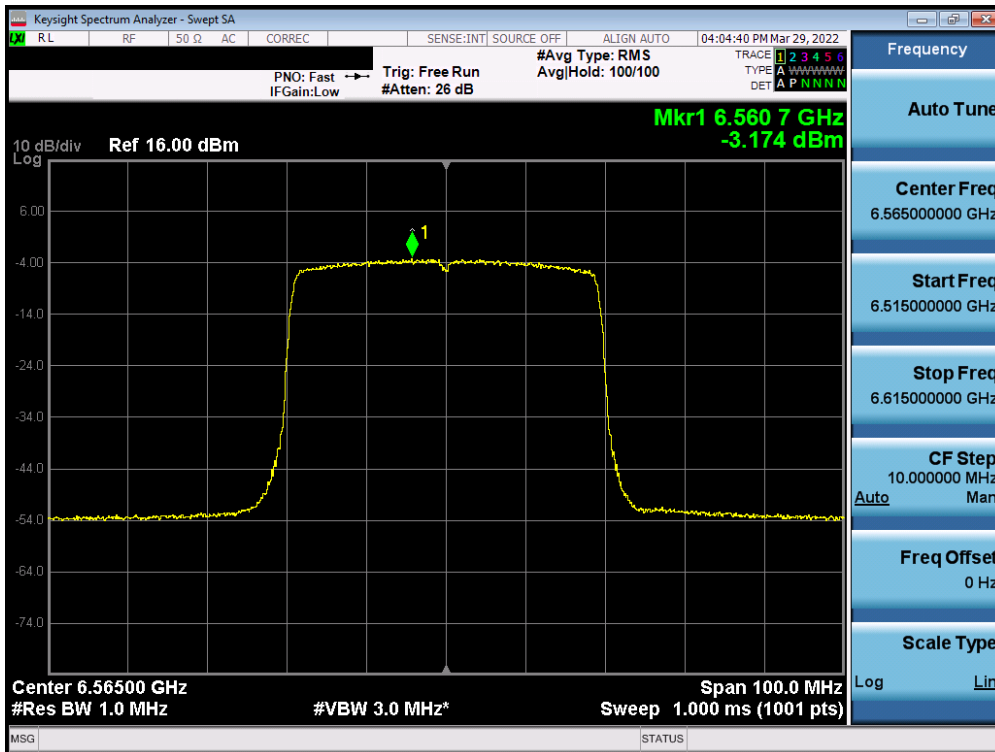 Keysight Spectrum Analyzer - Swept SA
LXI RL RF 50 Ω AC CORREC SENSE:INT SOURCE OFF ALIGN AUTO 04:04:40 PM Mar 29, 2022
PNO: Fast Trig: Free Run #Avg Type: RMS TRACE 1 2 3 4 5 6
IFGain:Low #Atten: 26 dB Avg|Hold: 100/100 TYPE A WWWWW
DET A P N N N N
Mkr1 6.560 7 GHz
-3.174 dBm
10 dB/div Ref 16.00 dBm
Log
6.00
1
-4.00
-14.0
-24.0
-34.0
-44.0
-54.0
-64.0
-74.0
Center 6.56500 GHz Span 100.0 MHz
#Res BW 1.0 MHz #VBW 3.0 MHz* Sweep 1.000 ms (1001 pts)
MSG STATUS
Frequency
Auto Tune
Center Freq
6.565000000 GHz
Start Freq
6.515000000 GHz
Stop Freq
6.615000000 GHz
CF Step
10.000000 MHz
Auto Man
Freq Offset
0 Hz
Scale Type
Log Lin